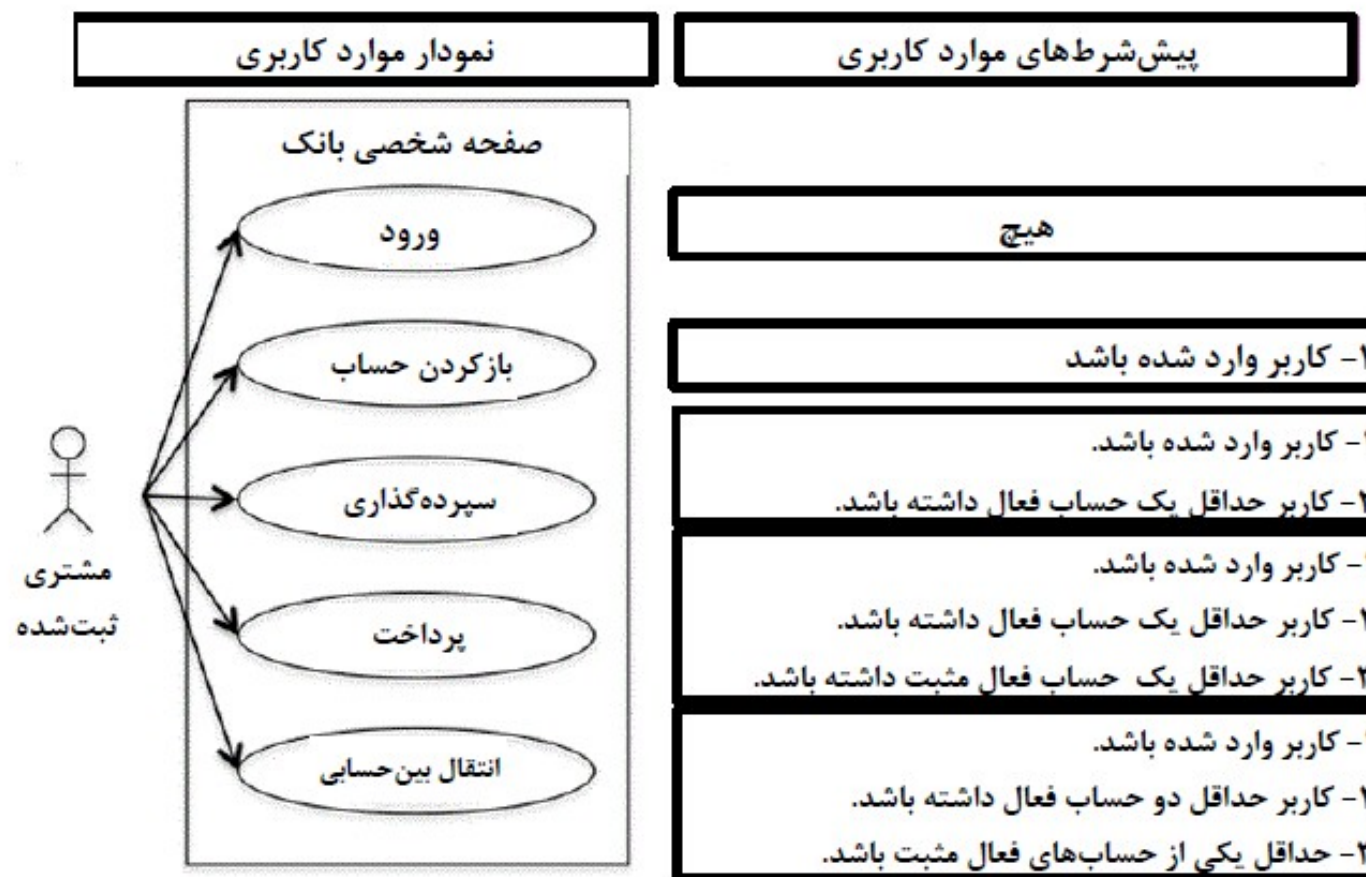 پیش‌شرط‌های موارد کاربری
نمودار موارد کاربری
صفحه شخصی بانک
ورود
هیچ
بازکردن حساب
- کاربر وارد شده باشد
سپرده‌گذاری
- کاربر وارد شده باشد.
- کاربر حداقل یک حساب فعال داشته باشد.
پرداخت
- کاربر وارد شده باشد.
- کاربر حداقل یک حساب فعال داشته باشد.
- کاربر حداقل یک حساب فعال مثبت داشته باشد.
انتقال بین‌حسابی
- کاربر وارد شده باشد.
- کاربر حداقل دو حساب فعال داشته باشد.
- حداقل یکی از حساب‌های فعال مثبت باشد.
مشتری
ثبت‌شده